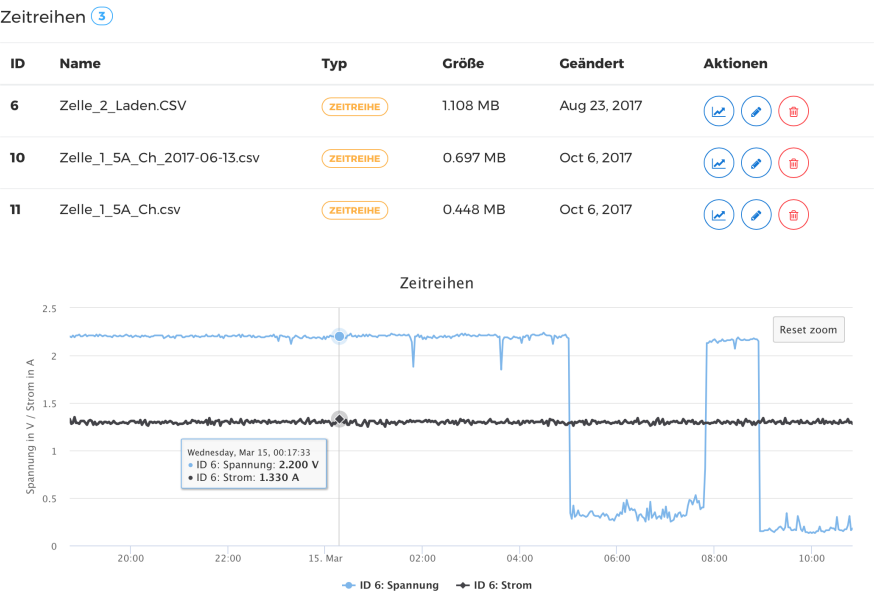 Zeitreihen 3
ID Name Typ Größe Geändert Aktionen
6 Zelle_2_Laden.CSV ZEITREIHE 1.108 MB Aug 23, 2017
10 Zelle_1_5A_Ch_2017-06-13.csv ZEITREIHE 0.697 MB Oct 6, 2017
11 Zelle_1_5A_Ch.csv ZEITREIHE 0.448 MB Oct 6, 2017
Zeitreihen
Reset zoom
Spannung in V / Strom in A
2.5
2
1.5
1
0.5
0
Wednesday, Mar 15, 00:17:33
● ID 6: Spannung: 2.200 V
● ID 6: Strom: 1.330 A
20:00 22:00 15. Mar 02:00 04:00 06:00 08:00 10:00
ID 6: Spannung ID 6: Strom